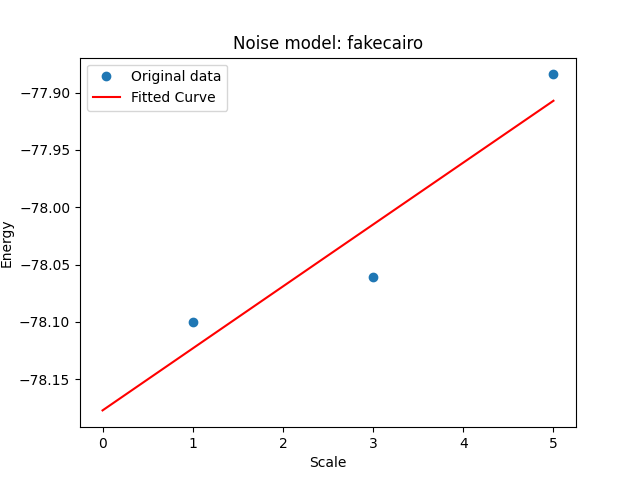 Noise model: fakecairo
Original data
Fitted Curve
Energy
−77.90
−77.95
−78.00
−78.05
−78.10
−78.15
0 1 2 3 4 5
Scale